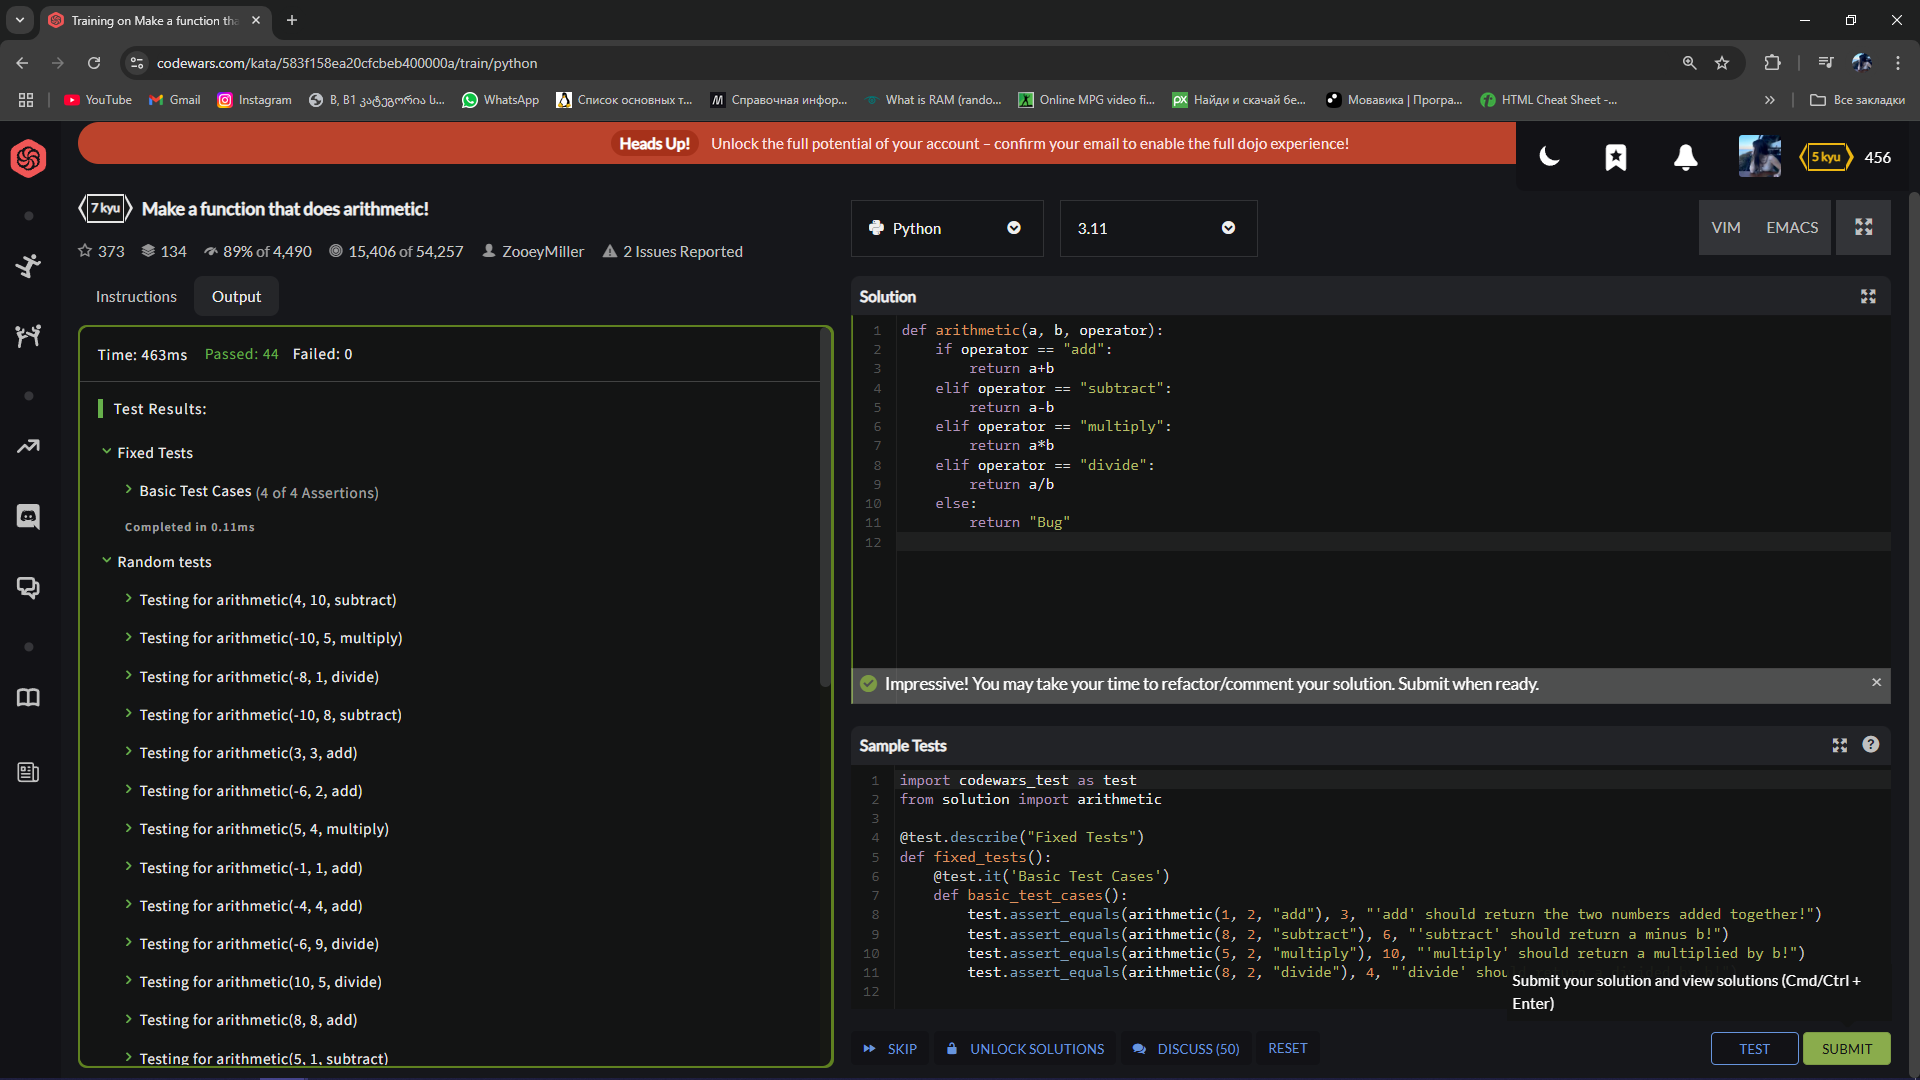 Training on Make a function tha
codewars.com/kata/583f158ea20cfcbeb400000a/train/python
YouTube
Gmail
Instagram
B, B1 კატეგორია ს...
WhatsApp
Список основных т...
Справочная инфор...
What is RAM (rando...
Online MPG video fi...
Найди и скачай бе...
Мовавика | Програ...
HTML Cheat Sheet -...
Все закладки
Heads Up! Unlock the full potential of your account – confirm your email to enable the full dojo experience!
5 kyu 456
7 kyu Make a function that does arithmetic!
373 134 89% of 4,490 15,406 of 54,257 ZooeyMiller 2 Issues Reported
Instructions Output
Time: 463ms Passed: 44 Failed: 0
Test Results:
Fixed Tests
Basic Test Cases (4 of 4 Assertions)
Completed in 0.11ms
Random tests
Testing for arithmetic(4, 10, subtract)
Testing for arithmetic(-10, 5, multiply)
Testing for arithmetic(-8, 1, divide)
Testing for arithmetic(-10, 8, subtract)
Testing for arithmetic(3, 3, add)
Testing for arithmetic(-6, 2, add)
Testing for arithmetic(5, 4, multiply)
Testing for arithmetic(-1, 1, add)
Testing for arithmetic(-4, 4, add)
Testing for arithmetic(-6, 9, divide)
Testing for arithmetic(10, 5, divide)
Testing for arithmetic(8, 8, add)
Testing for arithmetic(5, 1, subtract)
Python
3.11
VIM EMACS
Solution
1 def arithmetic(a, b, operator):
2 if operator == "add":
3 return a+b
4 elif operator == "subtract":
5 return a-b
6 elif operator == "multiply":
7 return a*b
8 elif operator == "divide":
9 return a/b
10 else:
11 return "Bug"
12
Impressive! You may take your time to refactor/comment your solution. Submit when ready.
Sample Tests
1 import codewars_test as test
2 from solution import arithmetic
3
4 @test.describe("Fixed Tests")
5 def fixed_tests():
6 @test.it('Basic Test Cases')
7 def basic_test_cases():
8 test.assert_equals(arithmetic(1, 2, "add"), 3, "'add' should return the two numbers added together!")
9 test.assert_equals(arithmetic(8, 2, "subtract"), 6, "'subtract' should return a minus b!")
10 test.assert_equals(arithmetic(5, 2, "multiply"), 10, "'multiply' should return a multiplied by b!")
11 test.assert_equals(arithmetic(8, 2, "divide"), 4, "'divide' shou
12
Submit your solution and view solutions (Cmd/Ctrl +
Enter)
SKIP UNLOCK SOLUTIONS DISCUSS (50) RESET TEST SUBMIT